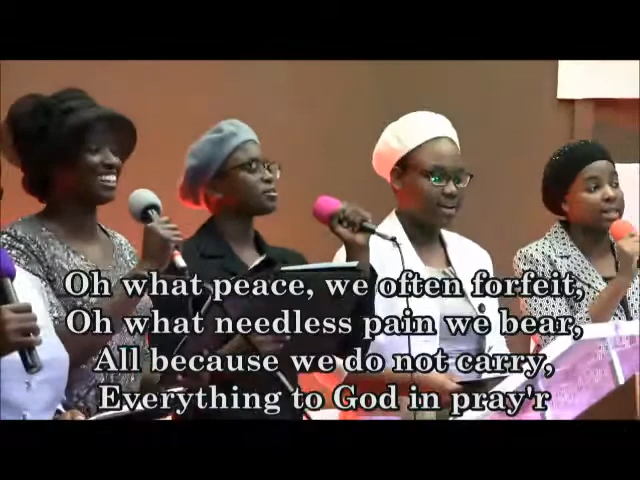 Oh what peace, we often forfeit,
Oh what needless pain we bear,
All because we do not carry,
Everything to God in pray'r